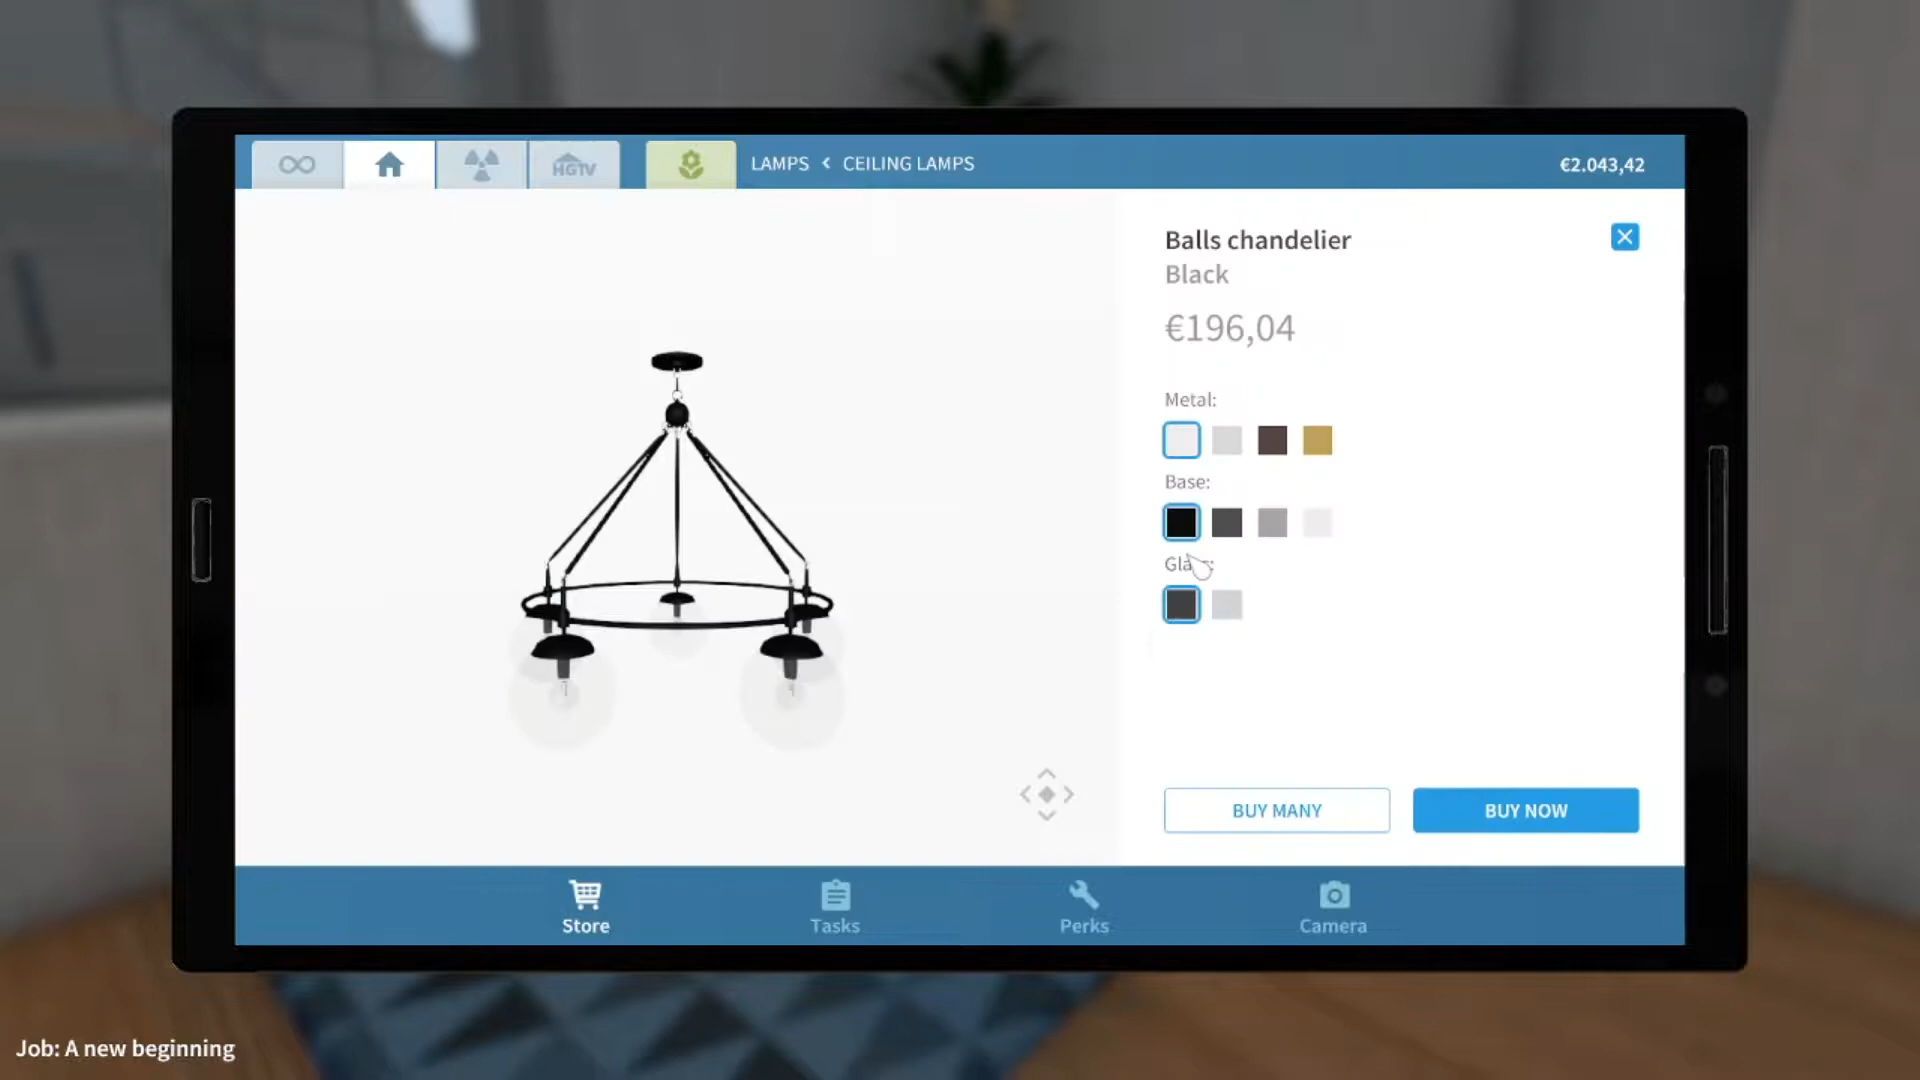 HGTV
LAMPS < CEILING LAMPS
€2.043,42
Balls chandelier
Black
€196,04
Metal:
Base:
BUY MANY
BUY NOW
Store
Tasks
Perks
Camera
Job: A new beginning